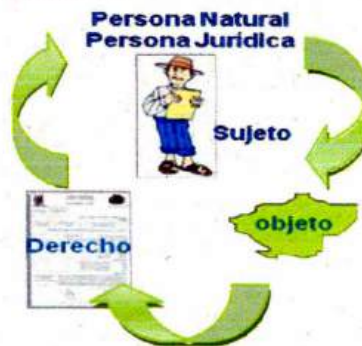 Persona Natural
Persona Jurídica
Sujeto
objeto
Derecho